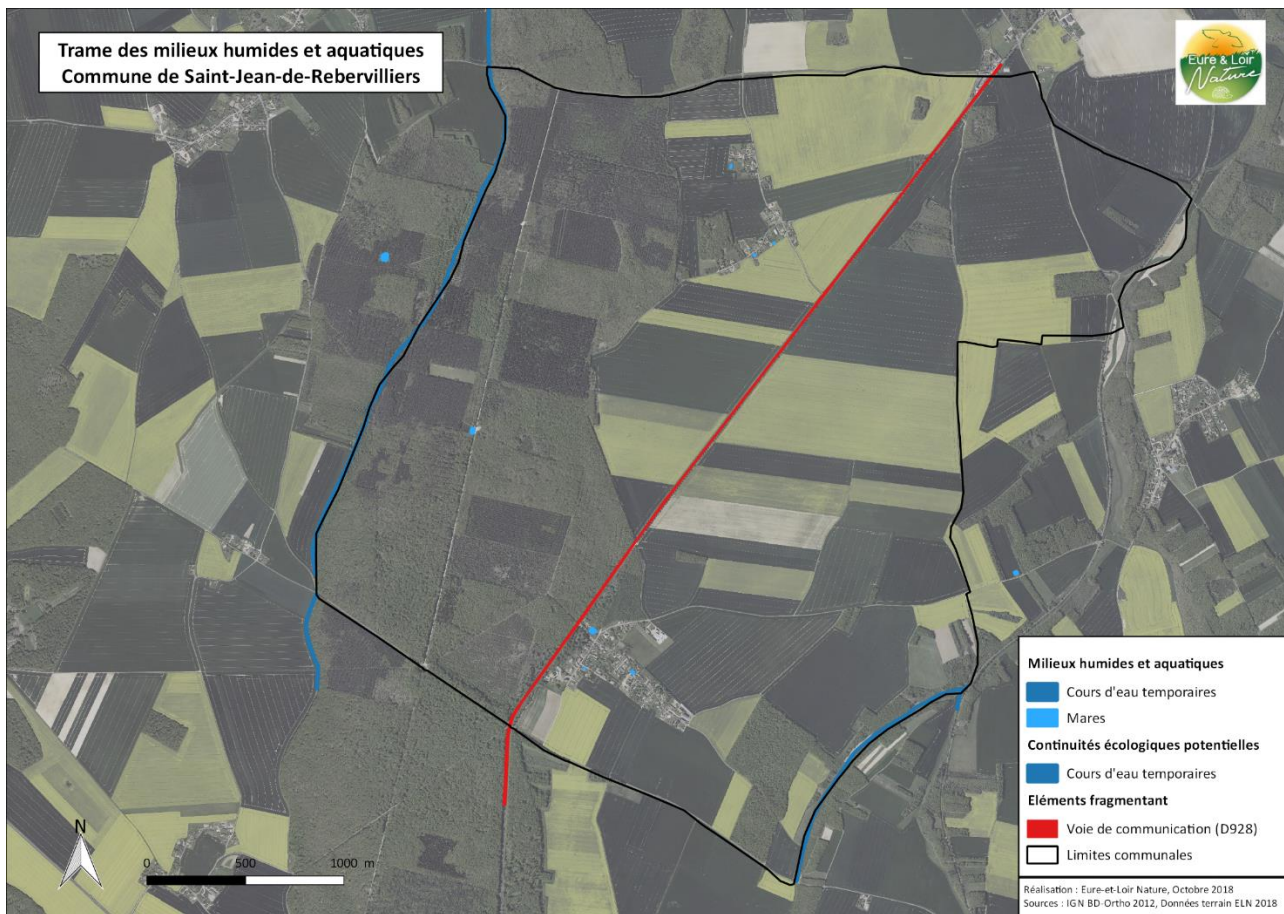 Trame des milieux humides et aquatiques
Commune de Saint-Jean-de-Rebervilliers
Eure & Loir
Nature
Milieux humides et aquatiques
Cours d'eau temporaires
Mares
Continuités écologiques potentielles
Cours d'eau temporaires
Eléments fragmentant
Voie de communication (D928)
Limites communales
N
0 500 1000 m
Réalisation : Eure-et-Loir Nature, Octobre 2018
Sources : IGN BD-Ortho 2012, Données terrain ELN 2018